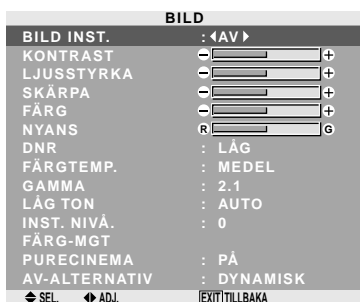 BILD
BILD INST. : AV
KONTRAST - +
LJUSSTYRKA - +
SKÄRPA - +
FÄRG - +
NYANS R G
DNR : LÅG
FÄRGTEMP. : MEDEL
GAMMA : 2.1
LÅG TON : AUTO
INST. NIVÅ. : 0
FÄRG-MGT
PURECINEMA : PÅ
AV-ALTERNATIV : DYNAMISK
SEL. ADJ. EXIT TILLBAKA